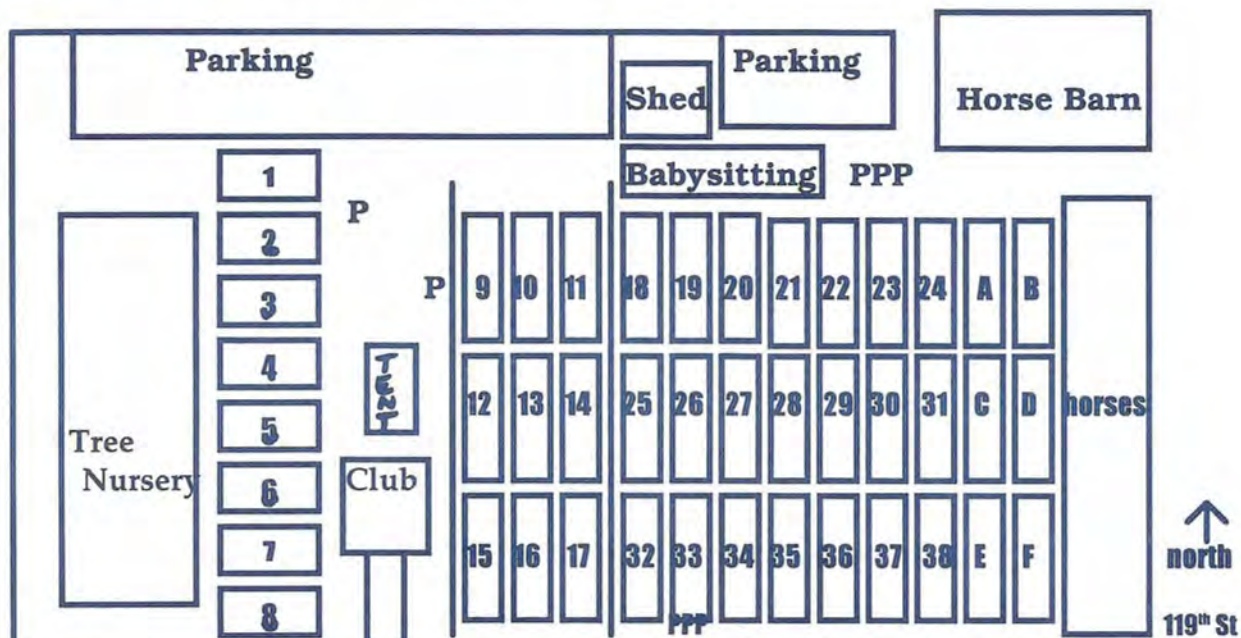 Parking
Parking
Shed
Horse Barn
Babysitting PPP
1
P
2
3
P 9 10 11 18 19 20 21 22 23 24 A B horses
4
TENT
12 13 14 25 26 27 28 29 30 31 C D
5
Tree
Nursery
6
Club
7
15 16 17 32 33 34 35 36 37 38 E F
north
8
PPP
119th St